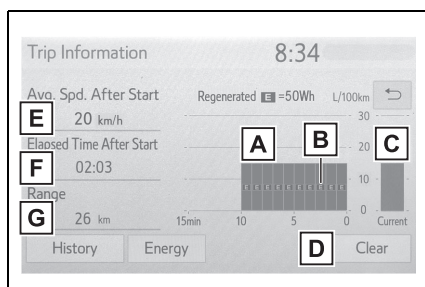 Trip Information 8:34
Avg. Spd. After Start Regenerated E =50Wh L/100km
E 20 km/h 30
Elapsed Time After Start A B 20 C
F 02:03 10
E E E E E E E E E E
Range
G 26 km 15min 10 5 0 0 Current
History Energy D Clear